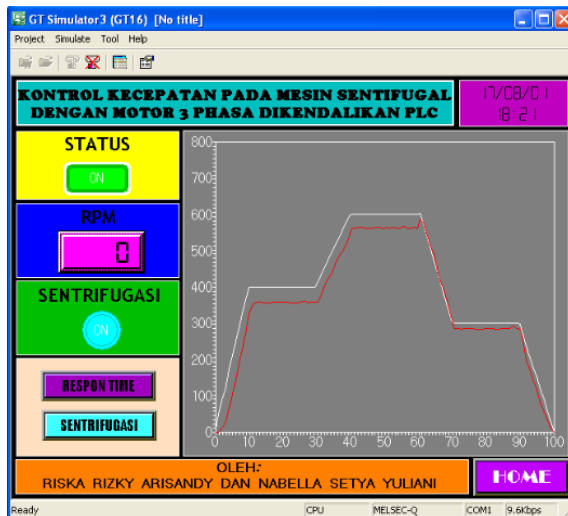 GT Simulator3 (GT16) [No title]
Project Simulate Tool Help
KONTROL KECEPATAN PADA MESIN SENTIFUGAL
DENGAN MOTOR 3 PHASA DIKENDALIKAN PLC
17/08/01
18:21
STATUS
ON
RPM
0
SENTRIFUGASI
ON
RESPON TIME
SENTRIFUGASI
800
700
600
500
400
300
200
100
0
0 10 20 30 40 50 60 70 80 90 100
OLEH:
RISKA RIZKY ARISANDY DAN NABELLA SETYA YULIANI
HOME
Ready CPU MELSEC-Q COM1 9.6Kbps